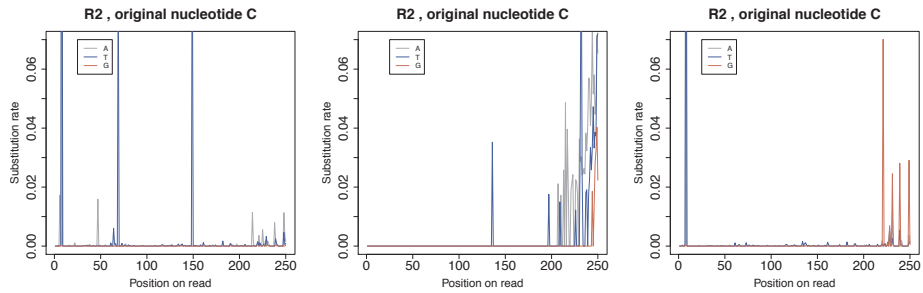 R2 , original nucleotide C
A
T
G
Substitution rate
0.00 0.02 0.04 0.06
0 50 100 150 200 250
Position on read
R2 , original nucleotide C
A
T
G
Substitution rate
0.00 0.02 0.04 0.06
0 50 100 150 200 250
Position on read
R2 , original nucleotide C
A
T
G
Substitution rate
0.00 0.02 0.04 0.06
0 50 100 150 200 250
Position on read